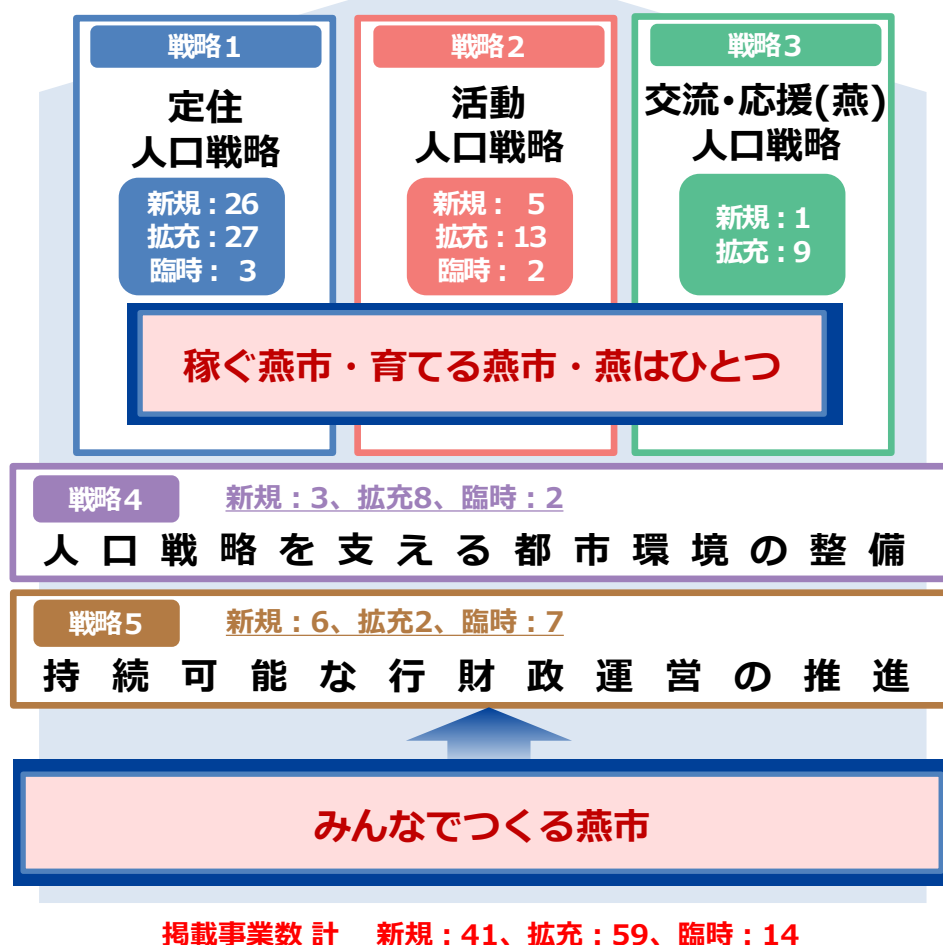 戦略1
定住
人口戦略
新規：26
拡充：27
臨時： 3
戦略2
活動
人口戦略
新規： 5
拡充：13
臨時： 2
戦略3
交流･応援(燕)
人口戦略
新規：1
拡充：9
稼ぐ燕市・育てる燕市・燕はひとつ
戦略4 新規：3、拡充8、臨時：2
人口戦略を支える都市環境の整備
戦略5 新規：6、拡充2、臨時：7
持続可能な行財政運営の推進
みんなでつくる燕市
掲載事業数 計 新規：41、拡充：59、臨時：14